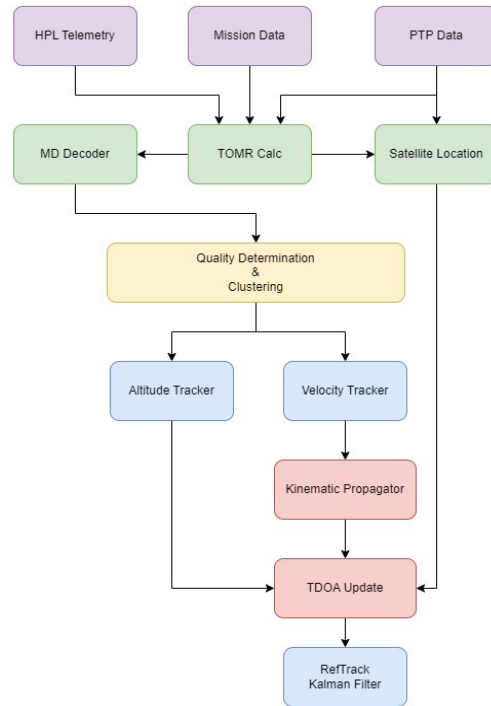 HPL Telemetry
Mission Data
PTP Data
MD Decoder
TOMR Calc
Satellite Location
Quality Determination
&
Clustering
Altitude Tracker
Velocity Tracker
Kinematic Propagator
TDOA Update
RefTrack
Kalman Filter